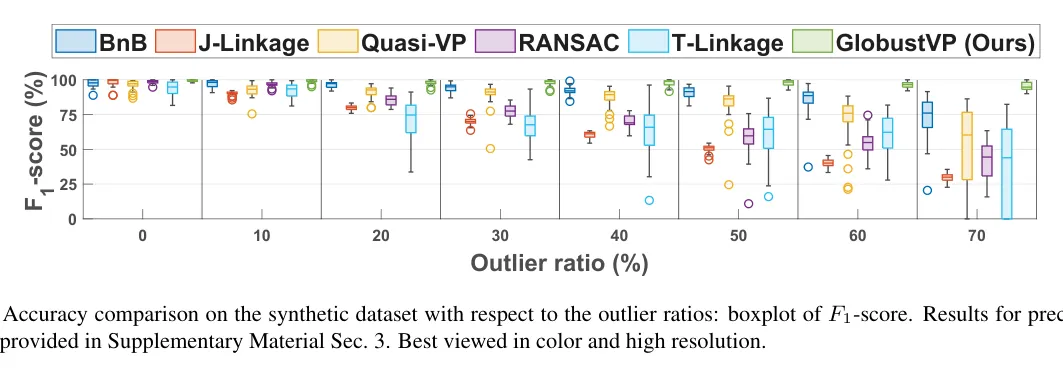 BnB J-Linkage Quasi-VP RANSAC T-Linkage GlobustVP (Ours)
100
75
50
25
0
F1-score (%)
0 10 20 30 40 50 60 70
Outlier ratio (%)
Accuracy comparison on the synthetic dataset with respect to the outlier ratios: boxplot of F1-score. Results for prec
provided in Supplementary Material Sec. 3. Best viewed in color and high resolution.